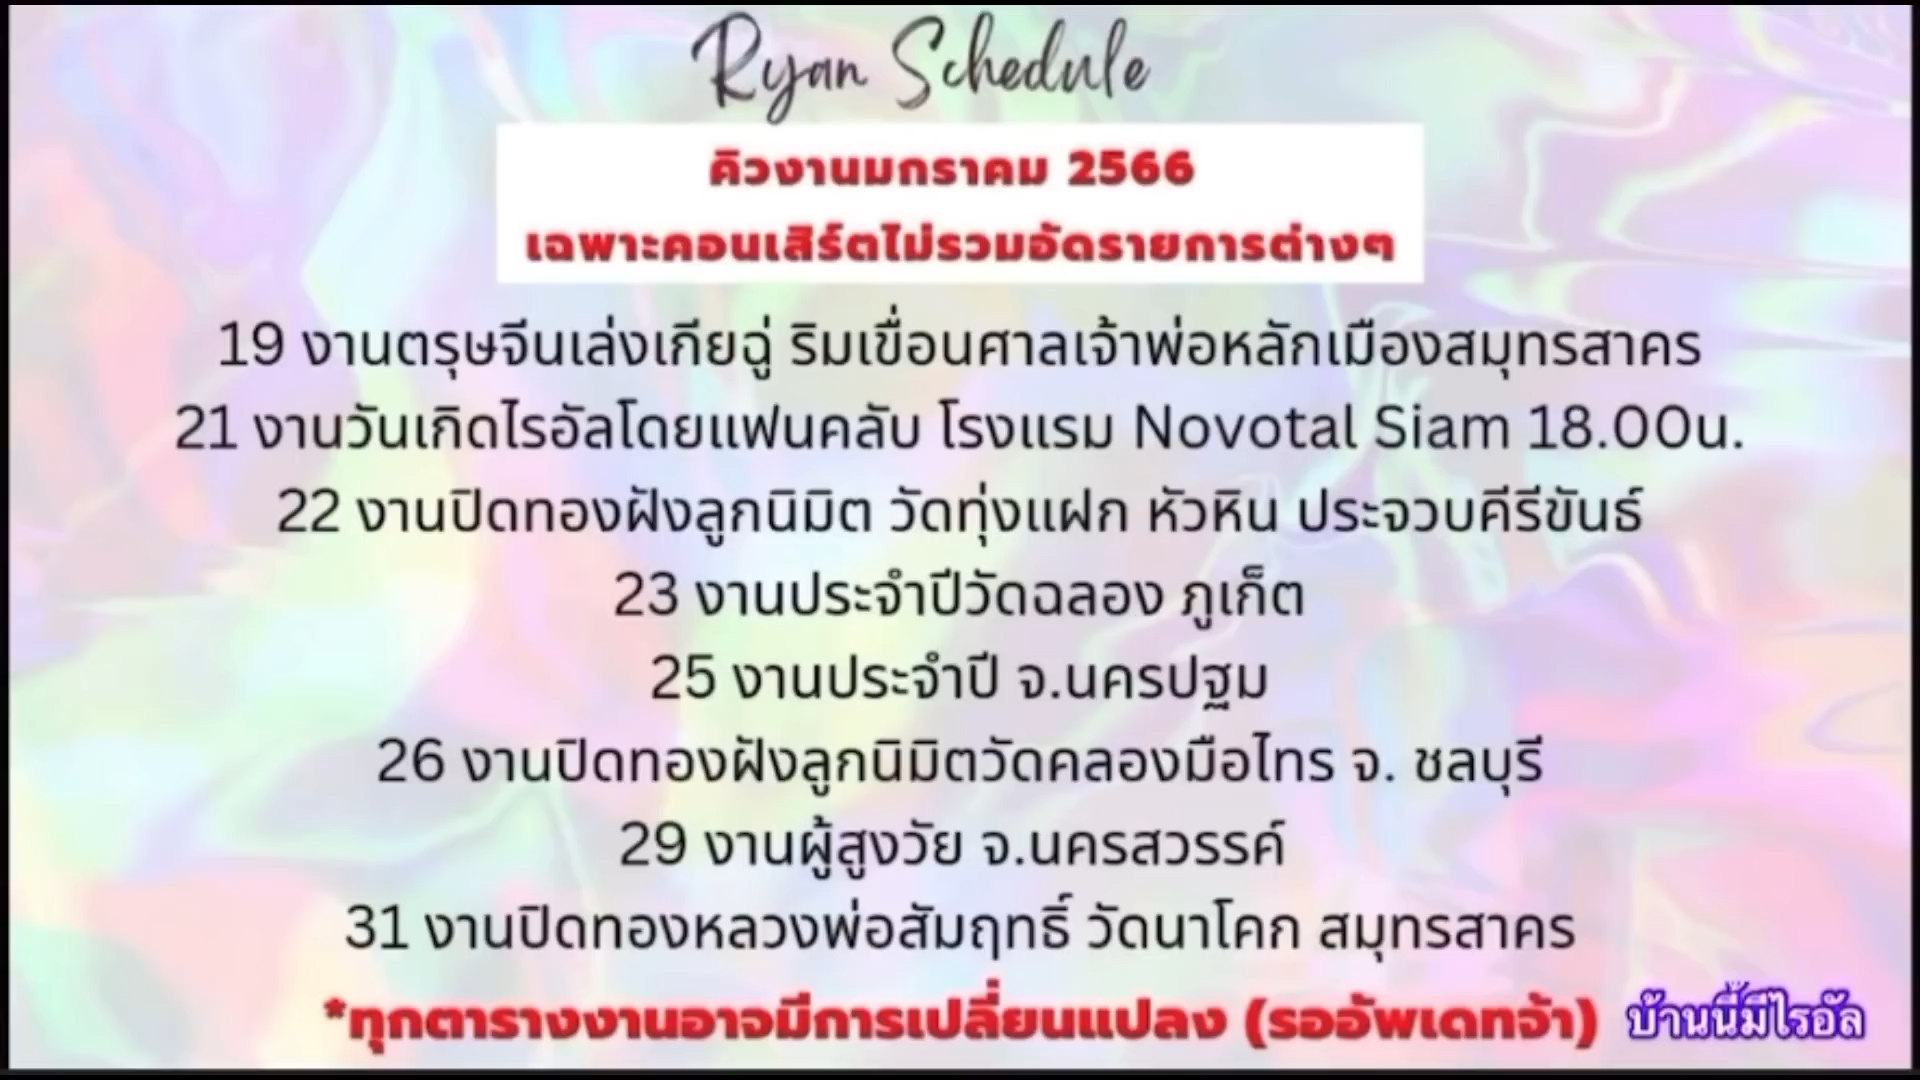 Ryan Schedule
คิวงานมกราคม 2566
เฉพาะคอนเสิร์ตไม่รวมอัดรายการต่างๆ
19 งานตรุษจีนเล่งเกียฉู่ ริมเขื่อนศาลเจ้าพ่อหลักเมืองสมุทรสาคร
21 งานวันเกิดไรอัลโดยแฟนคลับ โรงแรม Novotal Siam 18.00น.
22 งานปิดทองฝังลูกนิมิต วัดทุ่งแฝก หัวหิน ประจวบคีรีขันธ์
23 งานประจำปีวัดฉลอง ภูเก็ต
25 งานประจำปี จ.นครปฐม
26 งานปิดทองฝังลูกนิมิตวัดคลองมือไทร จ. ชลบุรี
29 งานผู้สูงวัย จ.นครสวรรค์
31 งานปิดทองหลวงพ่อสัมฤทธิ์ วัดนาโคก สมุทรสาคร
*ทุกตารางงานอาจมีการเปลี่ยนแปลง (รออัพเดทจ้า) บ้านนี้มีไรอัล